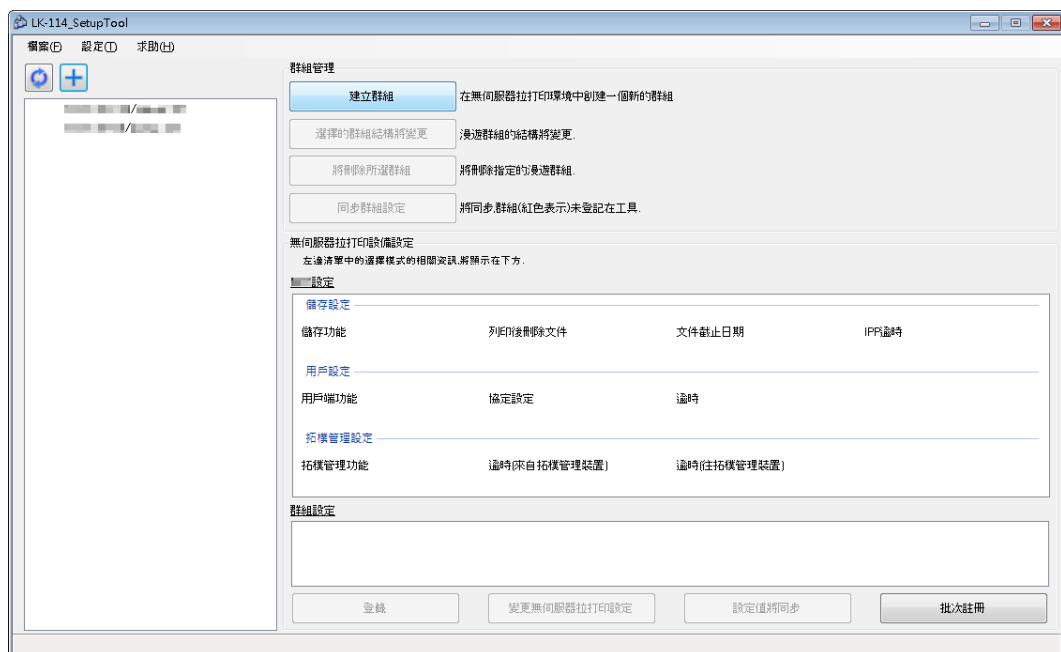 LK-114_SetupTool
檔案(F) 設定(T) 求助(H)
群組管理
建立群組 在無伺服器拉打印環境中創建一個新的群組
選擇的群組結構將變更 漫遊群組的結構將變更.
將刪除所選群組 將刪除指定的漫遊群組.
同步群組設定 將同步.群組(紅色表示)未登記在工具.
無伺服器拉打印設備設定
左邊清單中的選擇模式的相關資訊.將顯示在下方.
設定
儲存設定
儲存功能 列印後刪除文件 文件截止日期 IPP逾時
用戶設定
用戶端功能 協定設定 逾時
拓樸管理設定
拓樸管理功能 逾時(來自拓樸管理裝置) 逾時(往拓樸管理裝置)
群組設定
登錄 變更無伺服器拉打印設定 設定值將同步 批次註冊